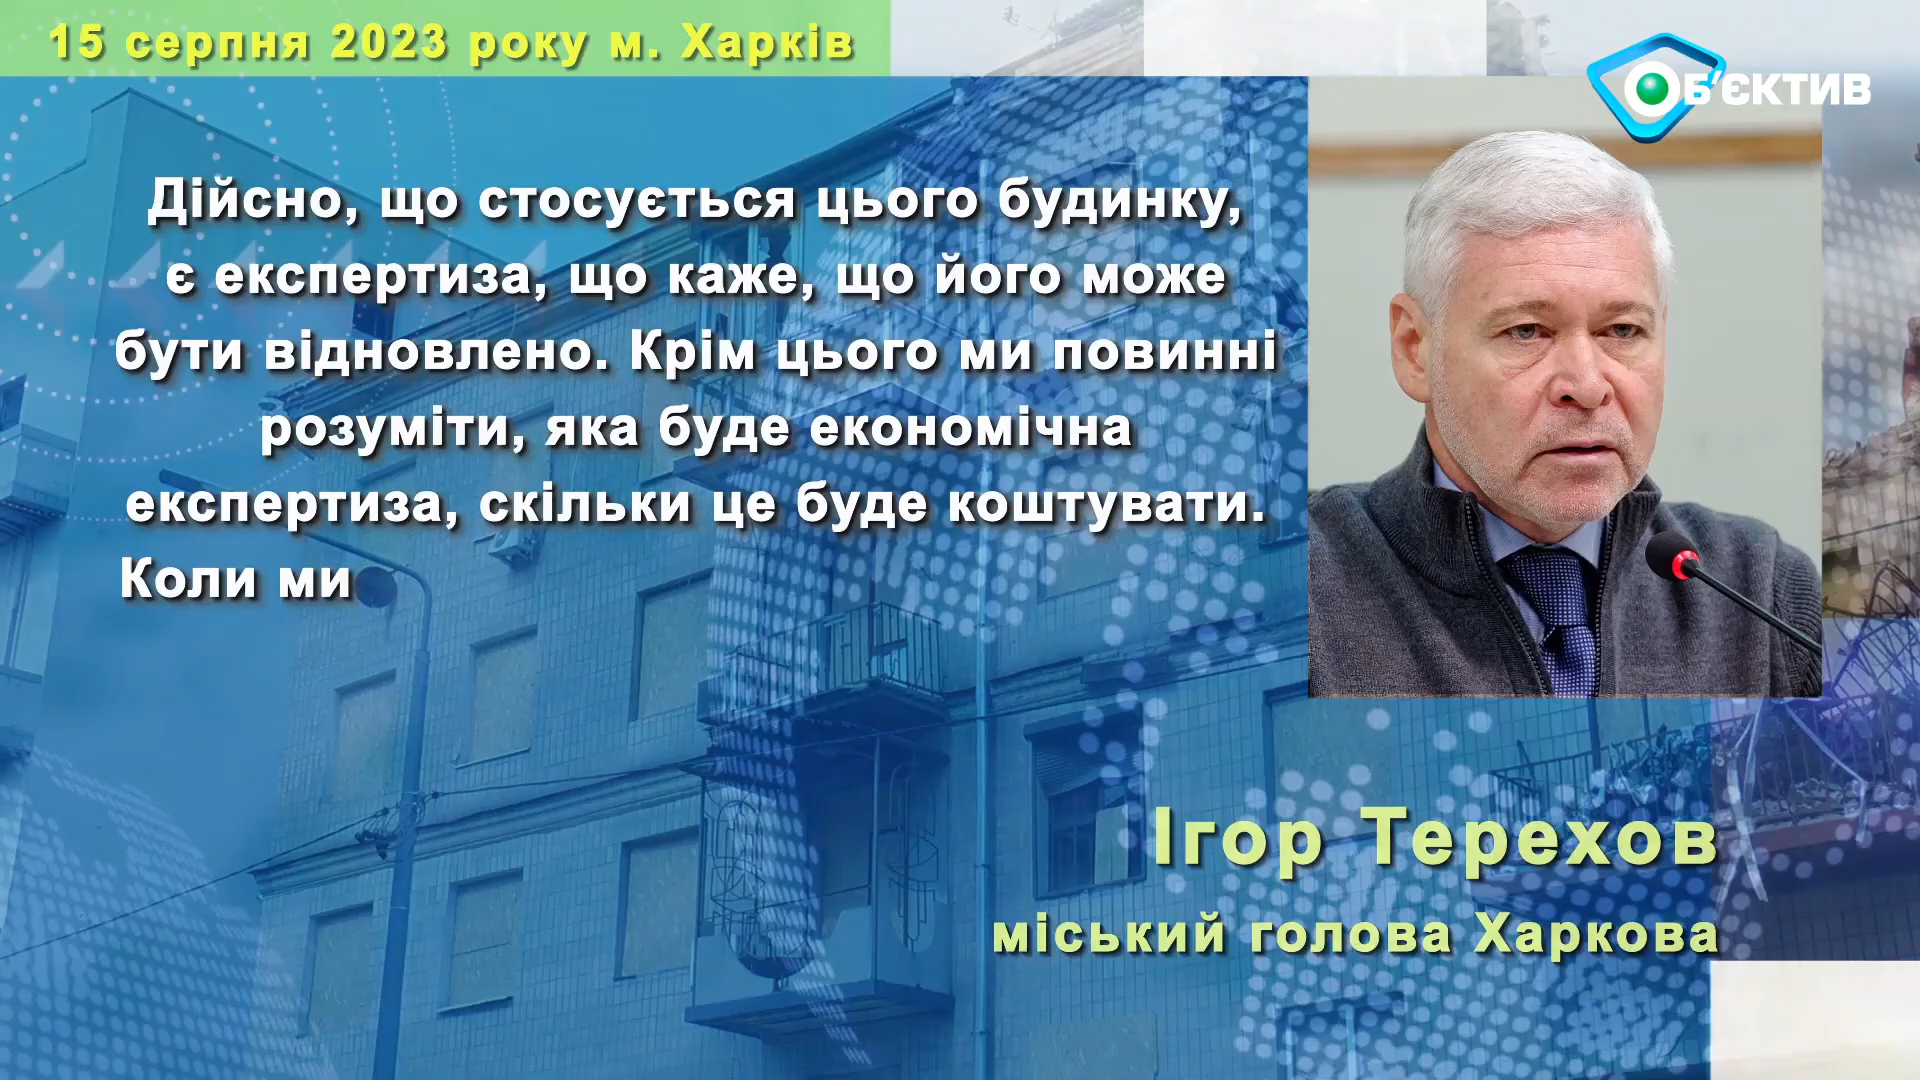 15 серпня 2023 року м. Харків
ОБ'ЄКТИВ
Дійсно, що стосується цього будинку,
є експертиза, що каже, що його може
бути відновлено. Крім цього ми повинні
розуміти, яка буде економічна
експертиза, скільки це буде коштувати.
Коли ми
Ігор Терехов
міський голова Харкова